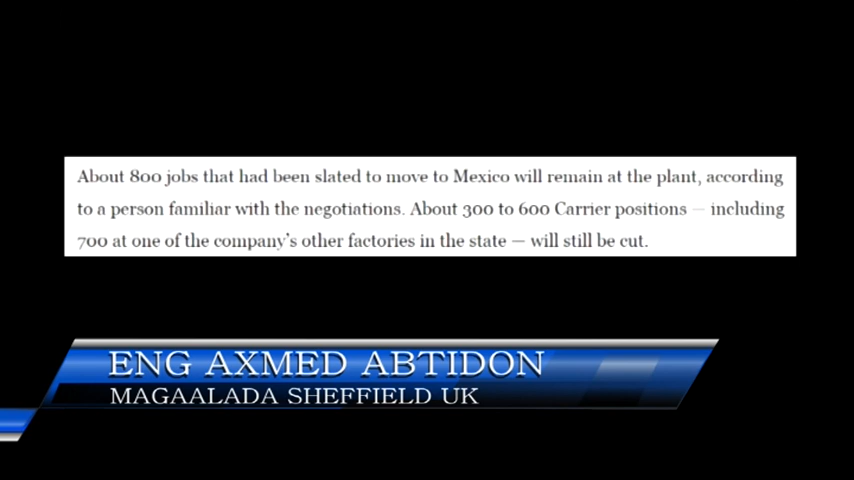 About 800 jobs that had been slated to move to Mexico will remain at the plant, according
to a person familiar with the negotiations. About 300 to 600 Carrier positions — including
700 at one of the company's other factories in the state — will still be cut.
ENG AXMED ABTIDON
MAGAALADA SHEFFIELD UK